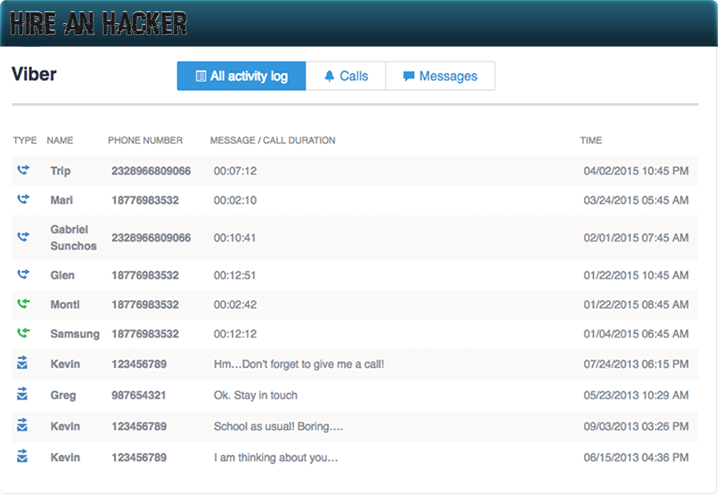 HIRE AN HACKER
Viber
All activity log Calls Messages
TYPE NAME PHONE NUMBER MESSAGE / CALL DURATION TIME
Trip 2328966809066 00:07:12 04/02/2015 10:45 PM
Mari 18776983532 00:02:10 03/24/2015 05:45 AM
Gabriel
Sunchos 2328966809066 00:10:41 02/01/2015 07:45 AM
Glen 18776983532 00:12:51 01/22/2015 10:45 AM
Monti 18776983532 00:02:42 01/22/2015 08:45 AM
Samsung 18776983532 00:12:12 01/04/2015 06:45 AM
Kevin 123456789 Hm...Don't forget to give me a call! 07/24/2013 06:15 PM
Greg 987654321 Ok. Stay in touch 05/23/2013 10:29 AM
Kevin 123456789 School as usual! Boring.... 09/03/2013 03:26 PM
Kevin 123456789 I am thinking about you... 06/15/2013 04:36 PM